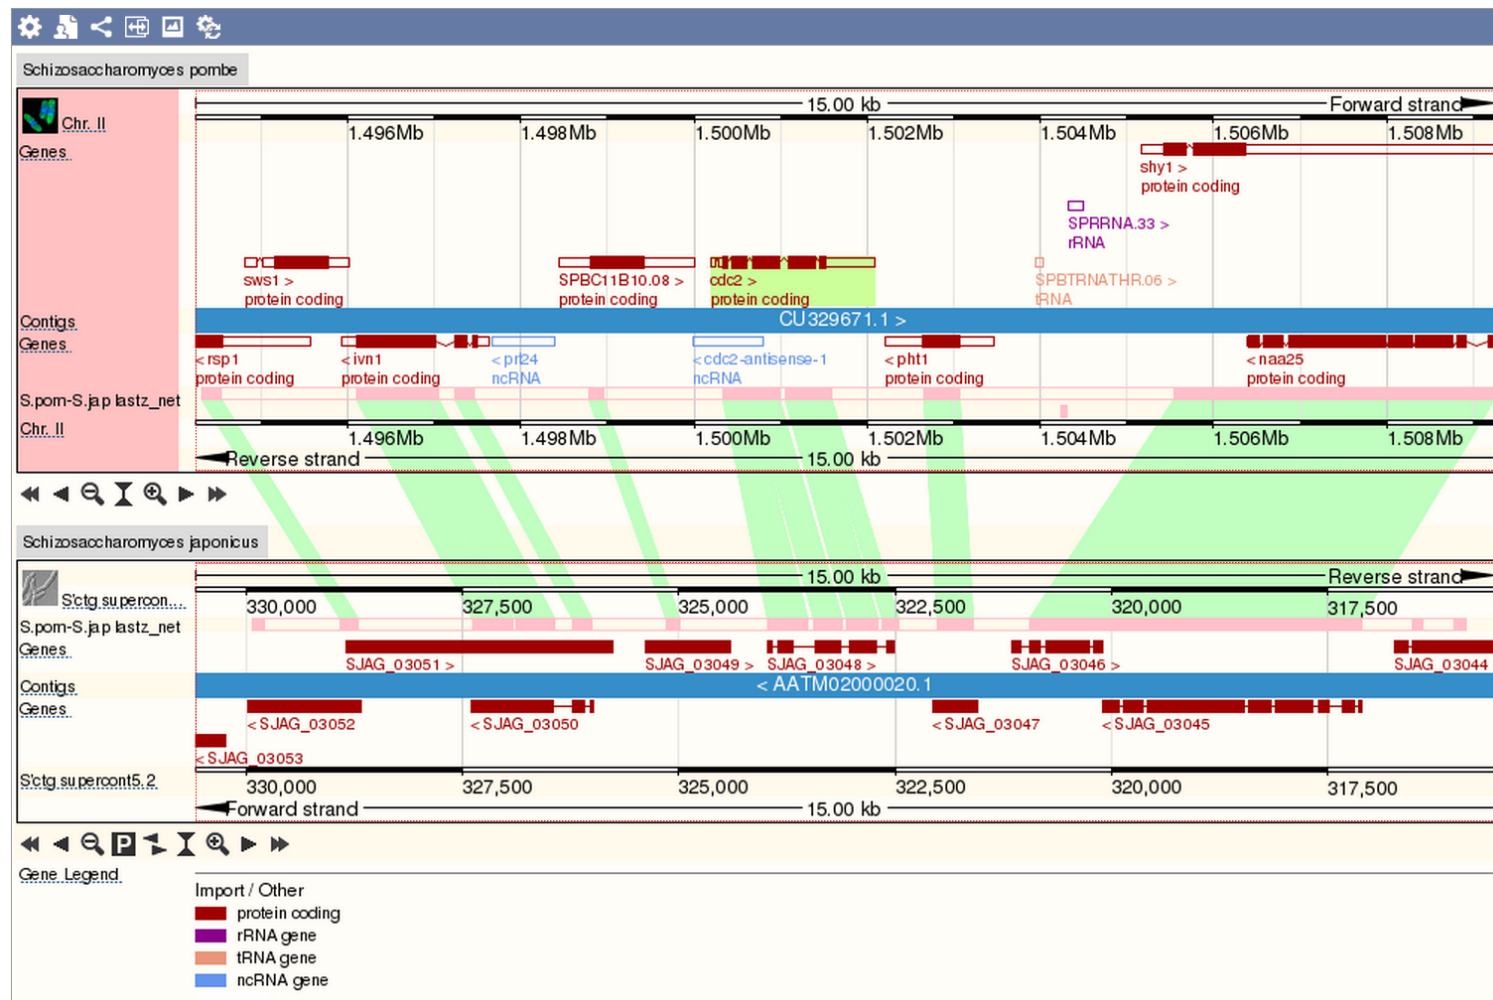 Schizosaccharomyces pombe
15.00 kb Forward strand
Chr. II
1.496Mb 1.498Mb 1.500Mb 1.502Mb 1.504Mb 1.506Mb 1.508Mb
Genes
shy1 >
protein coding
SPRRNA.33 >
rRNA
sws1 > SPBC11B10.08 > cdc2 > SPBTRNATHR.06 >
protein coding protein coding protein coding tRNA
Contigs CU329671.1 >
Genes
< rsp1 < ivn1 < prl24 < cdc2-antisense-1 < pht1 < naa25
protein coding protein coding ncRNA ncRNA protein coding protein coding
S.pom-S.jap lastz_net
Chr. II 1.496Mb 1.498Mb 1.500Mb 1.502Mb 1.504Mb 1.506Mb 1.508Mb
Reverse strand 15.00 kb
Schizosaccharomyces japonicus
15.00 kb Reverse strand
S'ctg supercon...
330,000 327,500 325,000 322,500 320,000 317,500
S.pom-S.jap lastz_net
Genes
SJAG_03051 > SJAG_03049 > SJAG_03048 > SJAG_03046 > SJAG_03044
Contigs < AATM02000020.1
Genes
< SJAG_03052 < SJAG_03050 < SJAG_03047 < SJAG_03045
< SJAG_03053
S'ctg supercont5.2
330,000 327,500 325,000 322,500 320,000 317,500
Forward strand 15.00 kb
P
Gene Legend
Import / Other
protein coding
rRNA gene
tRNA gene
ncRNA gene